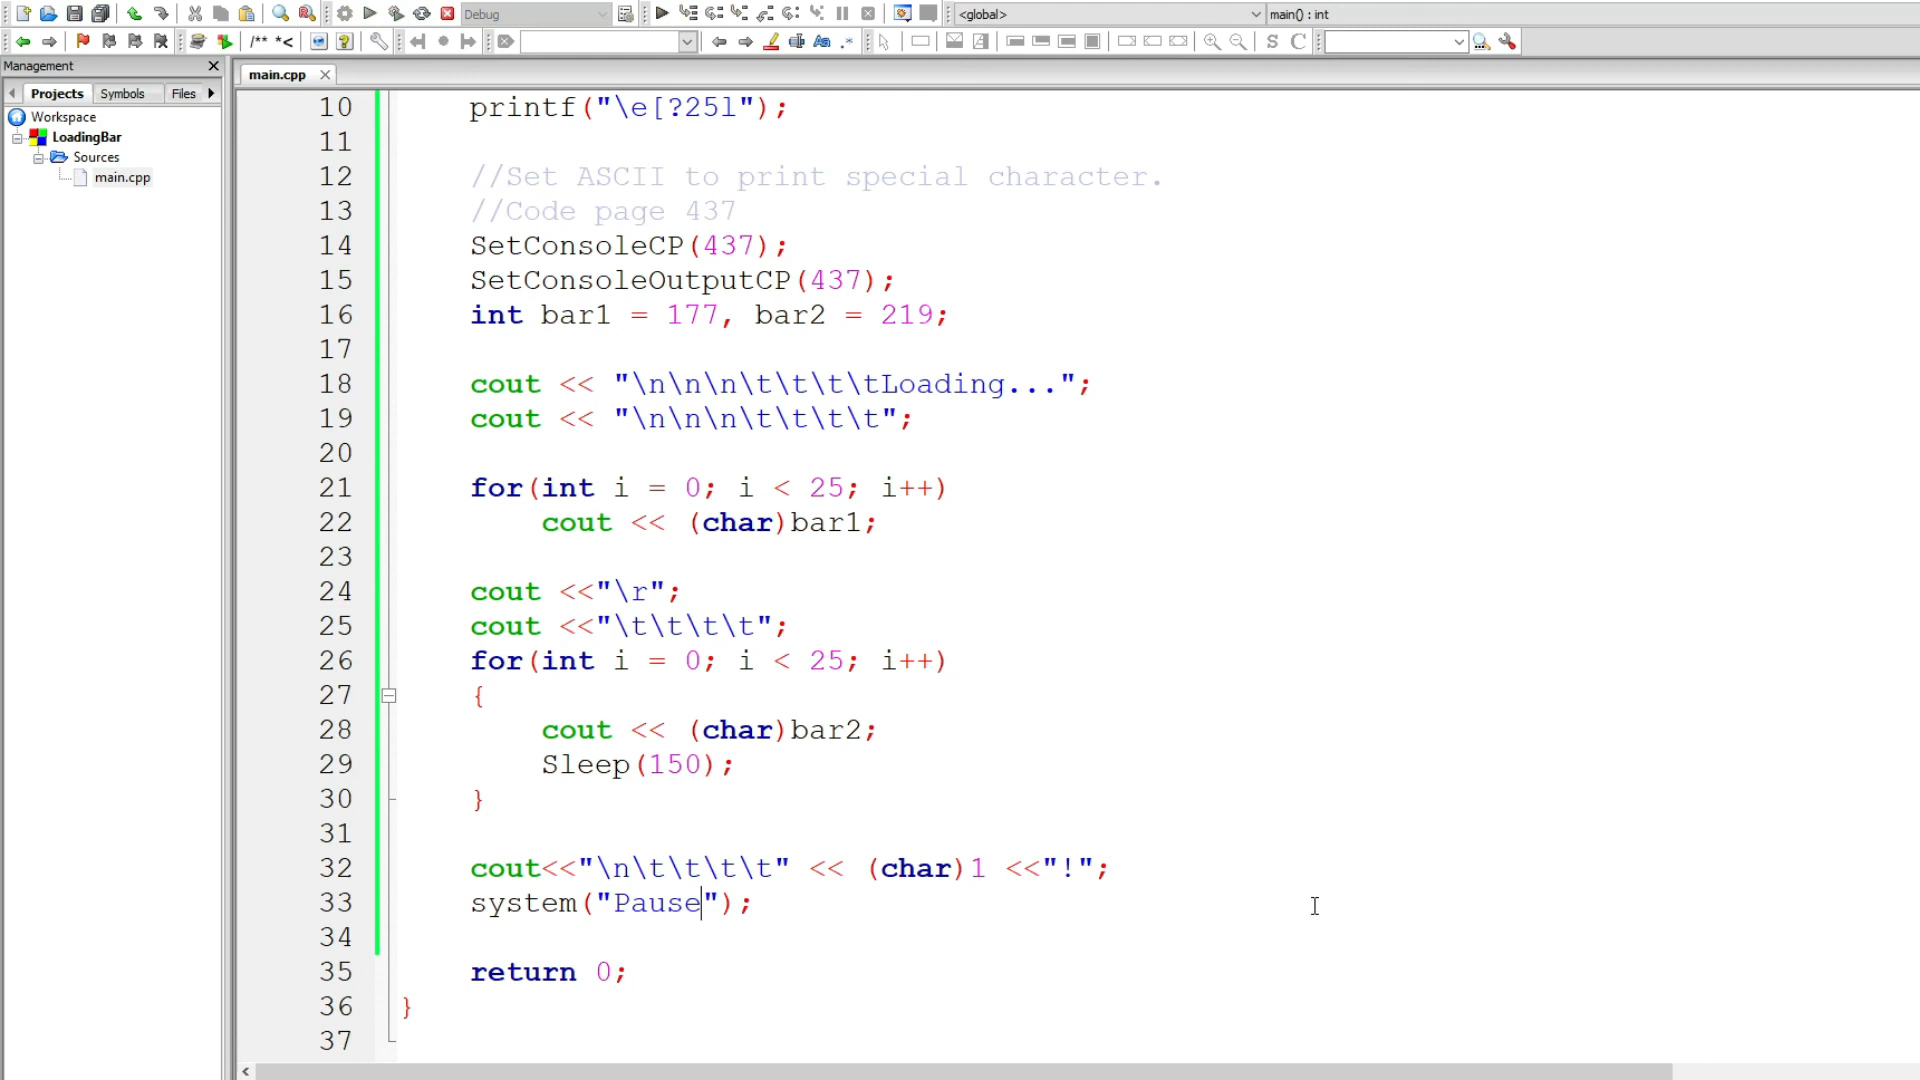 Debug
<global>
main() : int
/** *<
Management
main.cpp
Projects Symbols Files
Workspace
LoadingBar
Sources
main.cpp
10 printf("\e[?25l");
11
12 //Set ASCII to print special character.
13 //Code page 437
14 SetConsoleCP(437);
15 SetConsoleOutputCP(437);
16 int bar1 = 177, bar2 = 219;
17
18 cout << "\n\n\n\t\t\t\tLoading...";
19 cout << "\n\n\n\t\t\t\t";
20
21 for(int i = 0; i < 25; i++)
22 cout << (char)bar1;
23
24 cout <<"\r";
25 cout <<"\t\t\t\t";
26 for(int i = 0; i < 25; i++)
27 {
28 cout << (char)bar2;
29 Sleep(150);
30 }
31
32 cout<<"\n\t\t\t\t" << (char)1 <<"!";
33 system("Pause");
34
35 return 0;
36 }
37